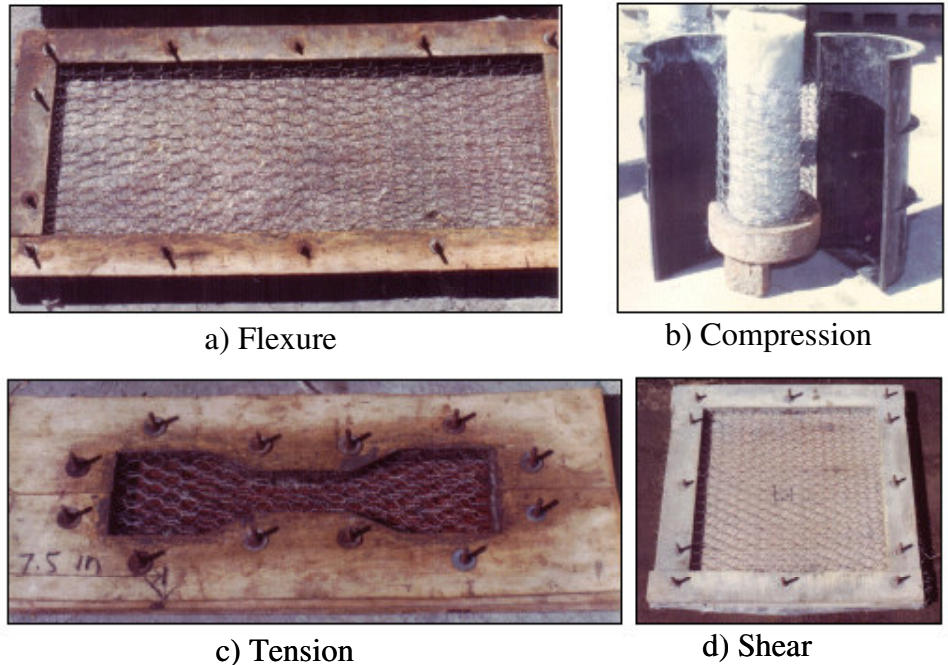 a) Flexure
b) Compression
7.5 in
c) Tension
d) Shear